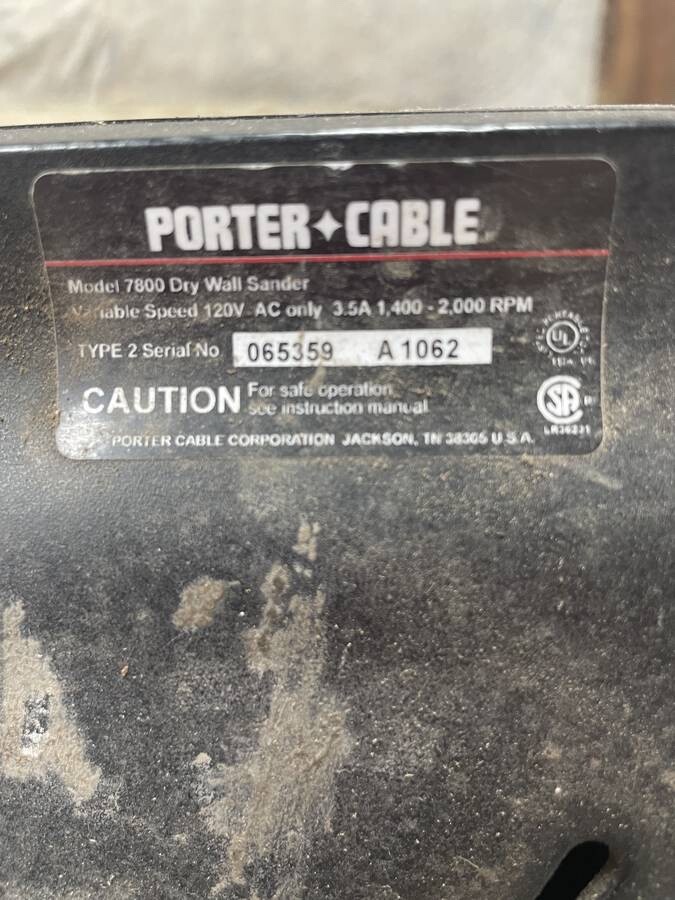 PORTER✦CABLE
Model 7800 Dry Wall Sander
Variable Speed 120V AC only 3.5A 1,400 - 2,000 RPM
TYPE 2 Serial No 065359 A 1062
CAUTION For safe operation
see instruction manual
UL
SA
PORTER CABLE CORPORATION JACKSON, TN 38305 U.S.A.